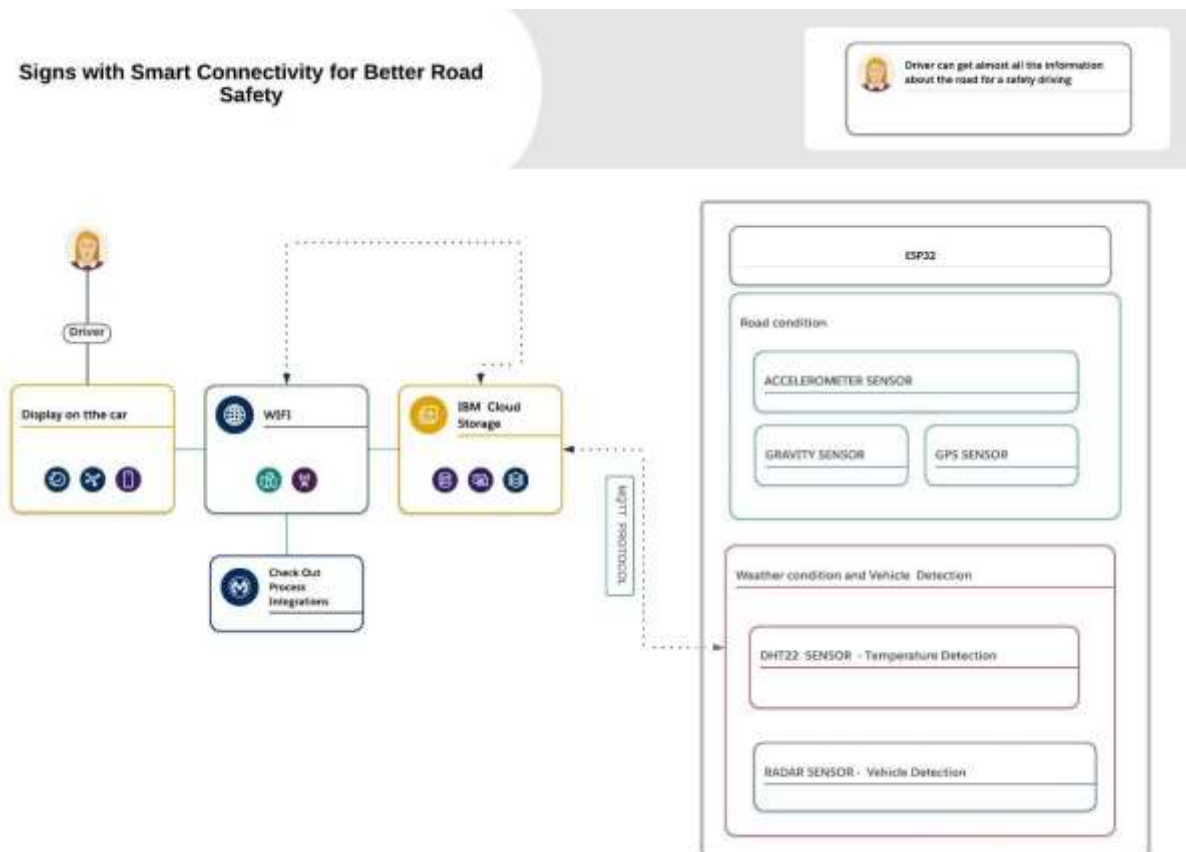 Signs with Smart Connectivity for Better Road
Safety
Driver can get almost all the information
about the road for a safety driving
Driver
Display on tthe car
WIFI
IBM Cloud
Storage
Check Out
Process
Integrations
MQTT PROTOCOL
ESP32
Road condition
ACCELEROMETER SENSOR
GRAVITY SENSOR
GPS SENSOR
Weather condition and Vehicle Detection
DHT22 SENSOR - Temperature Detection
RADAR SENSOR - Vehicle Detection